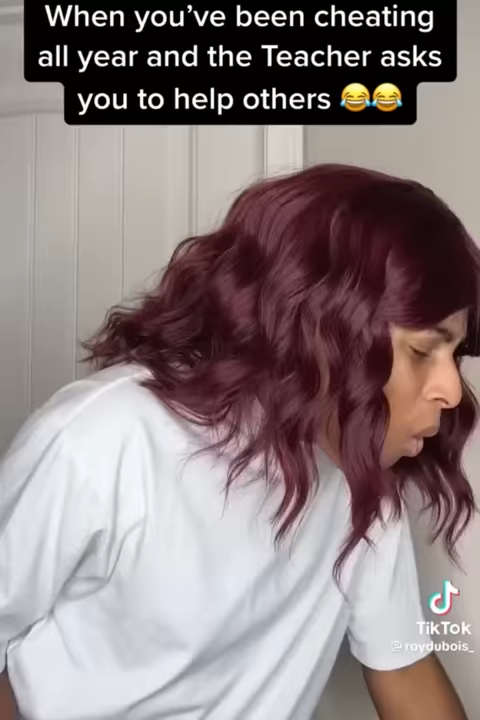 When you’ve been cheating
all year and the Teacher asks
you to help others 😂😂
TikTok
@roydubois_